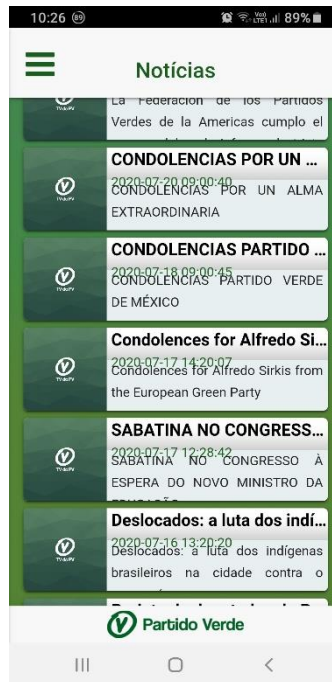 10:26 89 89%
Notícias
La Federación de los Partidos
Verdes de la Americas cumplo el
CONDOLENCIAS POR UN ...
2020-07-20 09:00:40
CONDOLENCIAS POR UN ALMA
EXTRAORDINARIA
CONDOLENCIAS PARTIDO ...
2020-07-18 09:00:45
CONDOLENCIAS PARTIDO VERDE
DE MÉXICO
Condolences for Alfredo Si...
2020-07-17 14:20:07
Condolences for Alfredo Sirkis from
the European Green Party
SABATINA NO CONGRESS...
2020-07-17 12:28:42
SABATINA NO CONGRESSO À
ESPERA DO NOVO MINISTRO DA
EDUCAÇÃO
Deslocados: a luta dos indí...
2020-07-16 13:20:20
Deslocados: a luta dos indígenas
brasileiros na cidade contra o
Partido Verde